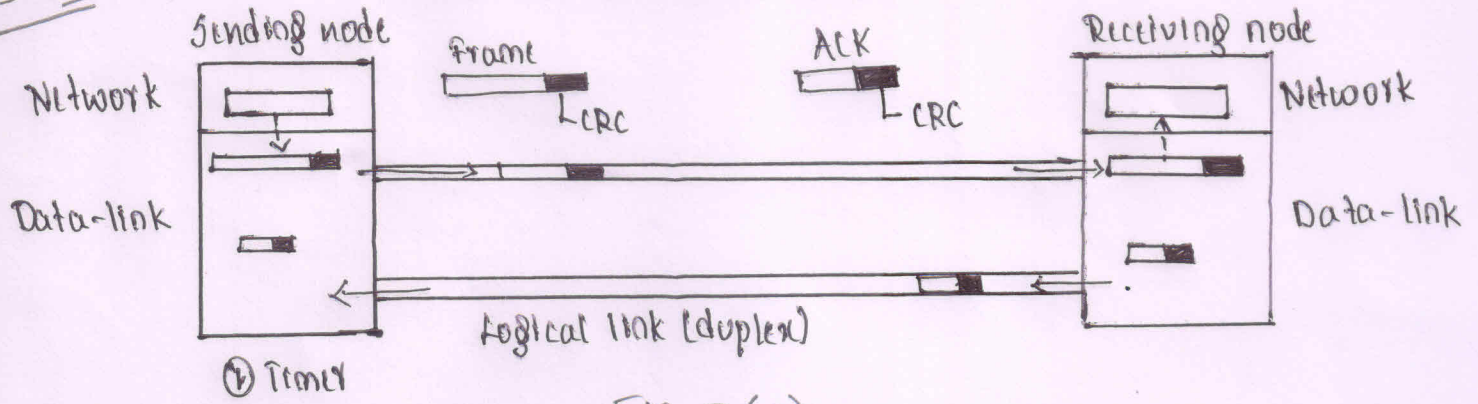 Sending node
Frame
ACK
Receiving node
Network
CRC
CRC
Network
Data-link
Data-link
Logical link (duplex)
Timer